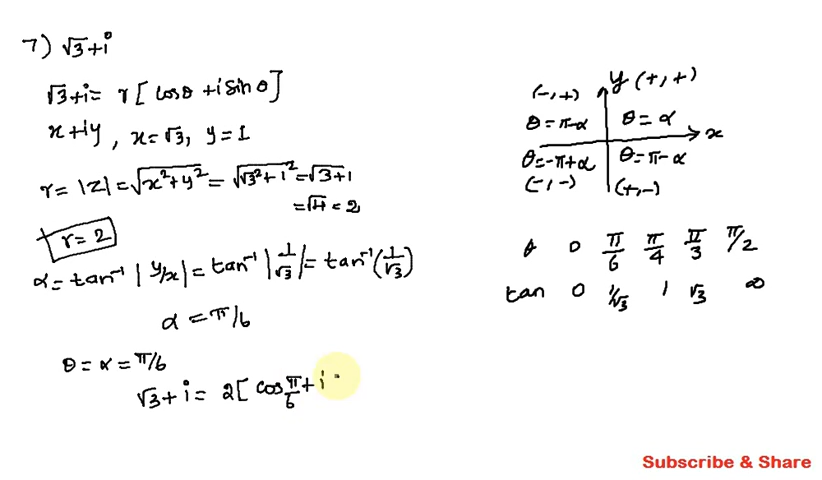 7) √3+i
√3+i= r [ cosθ +i sin θ]
x+iy , x=√3, y=1
r= |z| = √x²+y² = √√3²+1² = √3+1
=√4 = 2
r=2
α=tan⁻¹ | y/x| = tan⁻¹ |1/√3|= tan⁻¹(1/√3)
α = π/6
θ = α = π/6
√3+i = 2[ cos π/6 + i
y (+,+)
(-,+)
θ=π-α θ= α
x
θ=-π+α θ=π-α
(-,-) (+,-)
θ 0 π/6 π/4 π/3 π/2
tan 0 1/√3 1 √3 ∞
Subscribe & Share